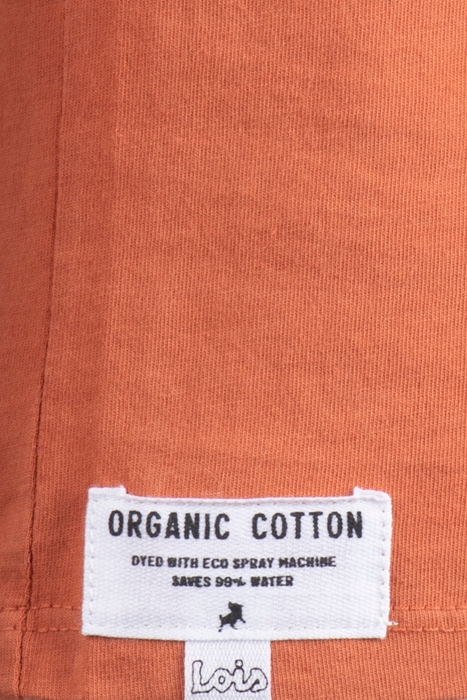 ORGANIC COTTON
DYED WITH ECO SPRAY MACHINE
SAVES 99% WATER
Lois